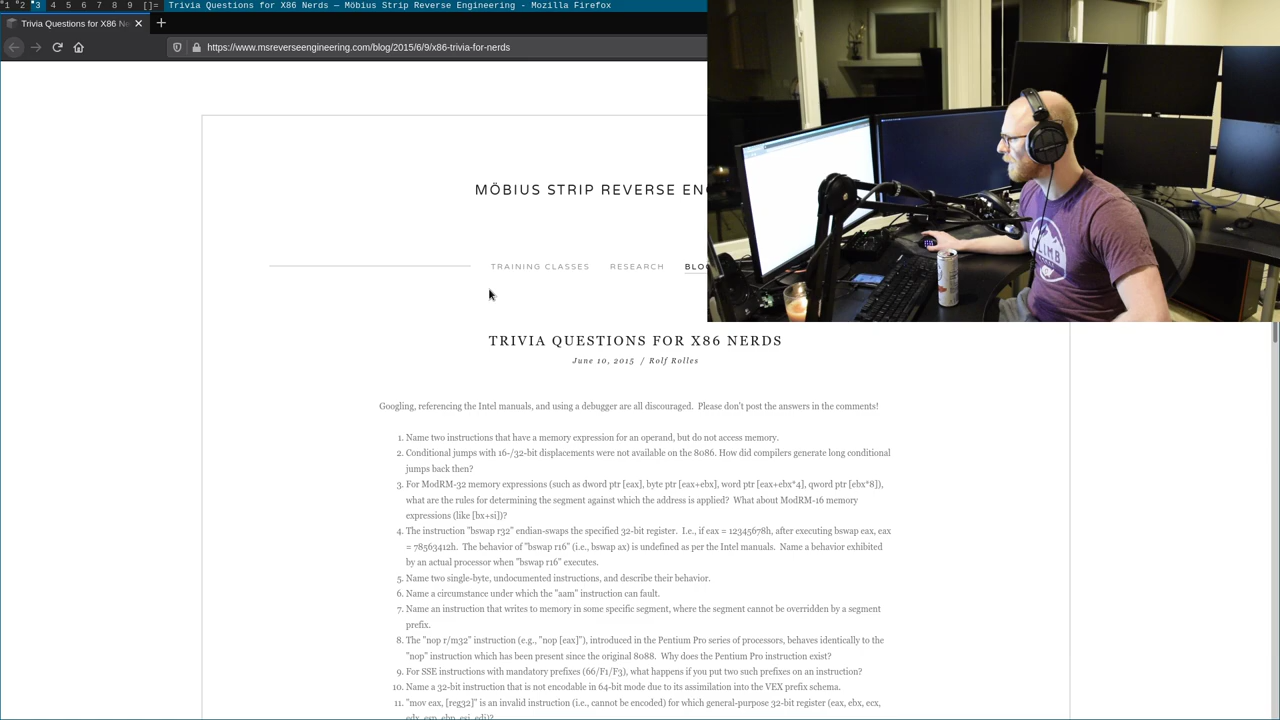 1 2 3 4 5 6 7 8 9 []= Trivia Questions for X86 Nerds — Möbius Strip Reverse Engineering - Mozilla Firefox
Trivia Questions for X86 Ne
https://www.msreverseengineering.com/blog/2015/6/9/x86-trivia-for-nerds
MÖBIUS STRIP REVERSE ENG
TRAINING CLASSES RESEARCH BLOG
CLIMB
TRIVIA QUESTIONS FOR X86 NERDS
June 10, 2015 / Rolf Rolles
Googling, referencing the Intel manuals, and using a debugger are all discouraged. Please don't post the answers in the comments!
1. Name two instructions that have a memory expression for an operand, but do not access memory.
2. Conditional jumps with 16-/32-bit displacements were not available on the 8086. How did compilers generate long conditional
jumps back then?
3. For ModRM-32 memory expressions (such as dword ptr [eax], byte ptr [eax+ebx], word ptr [eax+ebx*4], qword ptr [ebx*8]),
what are the rules for determining the segment against which the address is applied? What about ModRM-16 memory
expressions (like [bx+si])?
4. The instruction "bswap r32" endian-swaps the specified 32-bit register. I.e., if eax = 12345678h, after executing bswap eax, eax
= 78563412h. The behavior of "bswap r16" (i.e., bswap ax) is undefined as per the Intel manuals. Name a behavior exhibited
by an actual processor when "bswap r16" executes.
5. Name two single-byte, undocumented instructions, and describe their behavior.
6. Name a circumstance under which the "aam" instruction can fault.
7. Name an instruction that writes to memory in some specific segment, where the segment cannot be overridden by a segment
prefix.
8. The "nop r/m32" instruction (e.g., "nop [eax]"), introduced in the Pentium Pro series of processors, behaves identically to the
"nop" instruction which has been present since the original 8088. Why does the Pentium Pro instruction exist?
9. For SSE instructions with mandatory prefixes (66/F1/F3), what happens if you put two such prefixes on an instruction?
10. Name a 32-bit instruction that is not encodable in 64-bit mode due to its assimilation into the VEX prefix schema.
11. "mov eax, [reg32]" is an invalid instruction (i.e., cannot be encoded) for which general-purpose 32-bit register (eax, ebx, ecx,
edx, esp, ebp, esi, edi)?